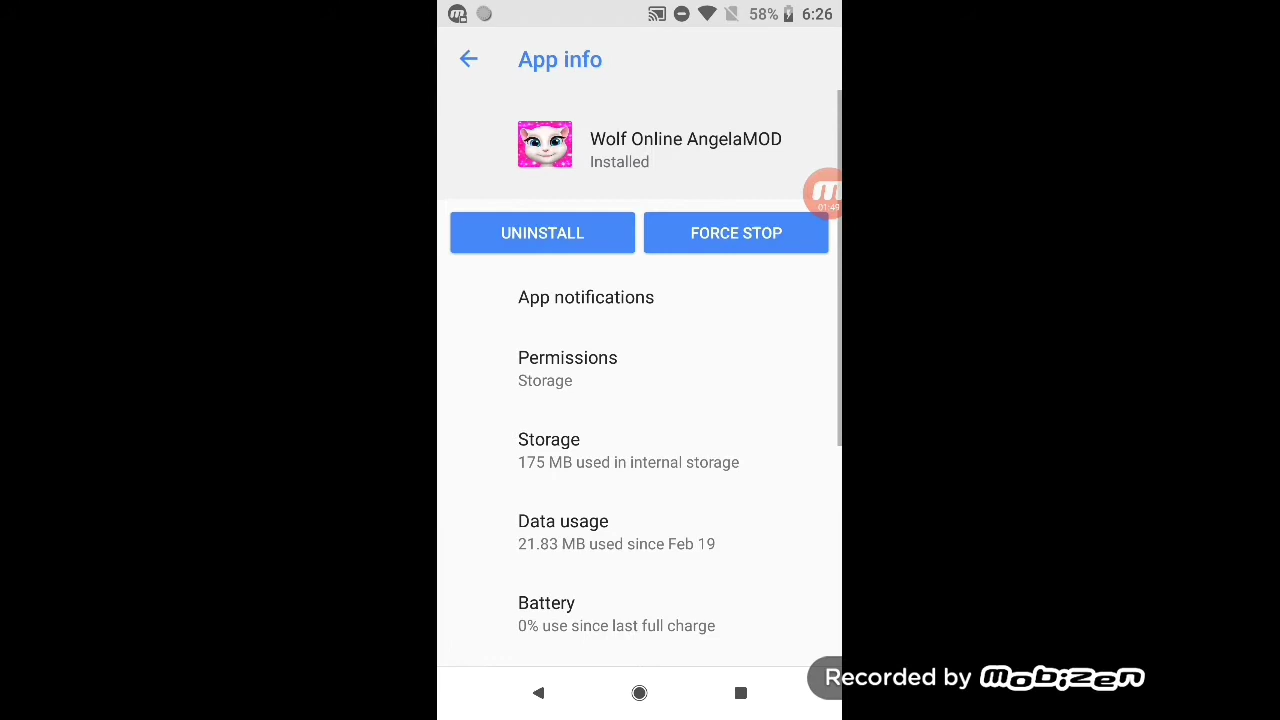 58% 6:26
App info
Wolf Online AngelaMOD
Installed
01:49
UNINSTALL FORCE STOP
App notifications
Permissions
Storage
Storage
175 MB used in internal storage
Data usage
21.83 MB used since Feb 19
Battery
0% use since last full charge
Recorded by mobizen